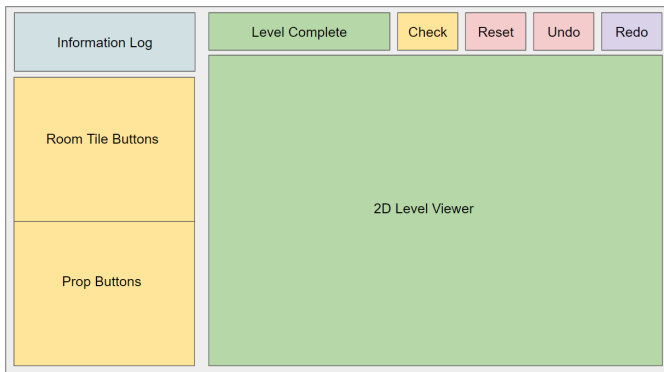 Information Log
Level Complete
Check
Reset
Undo
Redo
Room Tile Buttons
2D Level Viewer
Prop Buttons